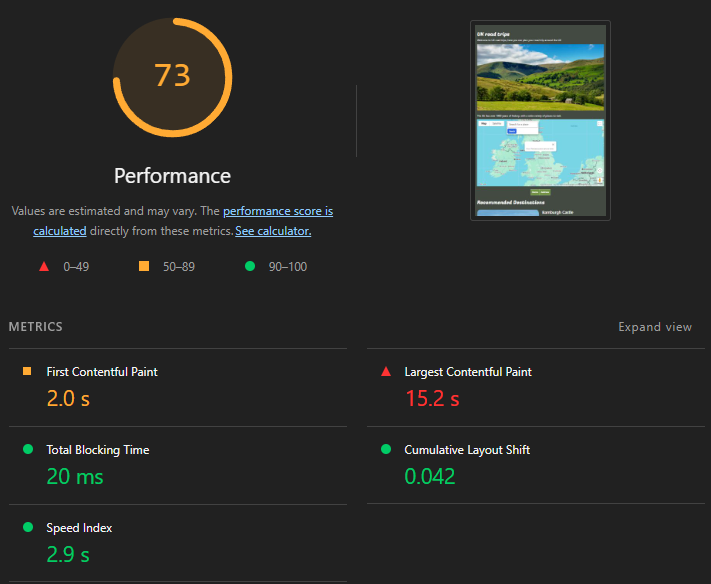 73
Performance
Values are estimated and may vary. The performance score is
calculated directly from these metrics. See calculator.
0–49
50–89
90–100
UK road trips
Recommended Destinations
Bamburgh Castle
METRICS
Expand view
First Contentful Paint
2.0 s
Largest Contentful Paint
15.2 s
Total Blocking Time
20 ms
Cumulative Layout Shift
0.042
Speed Index
2.9 s